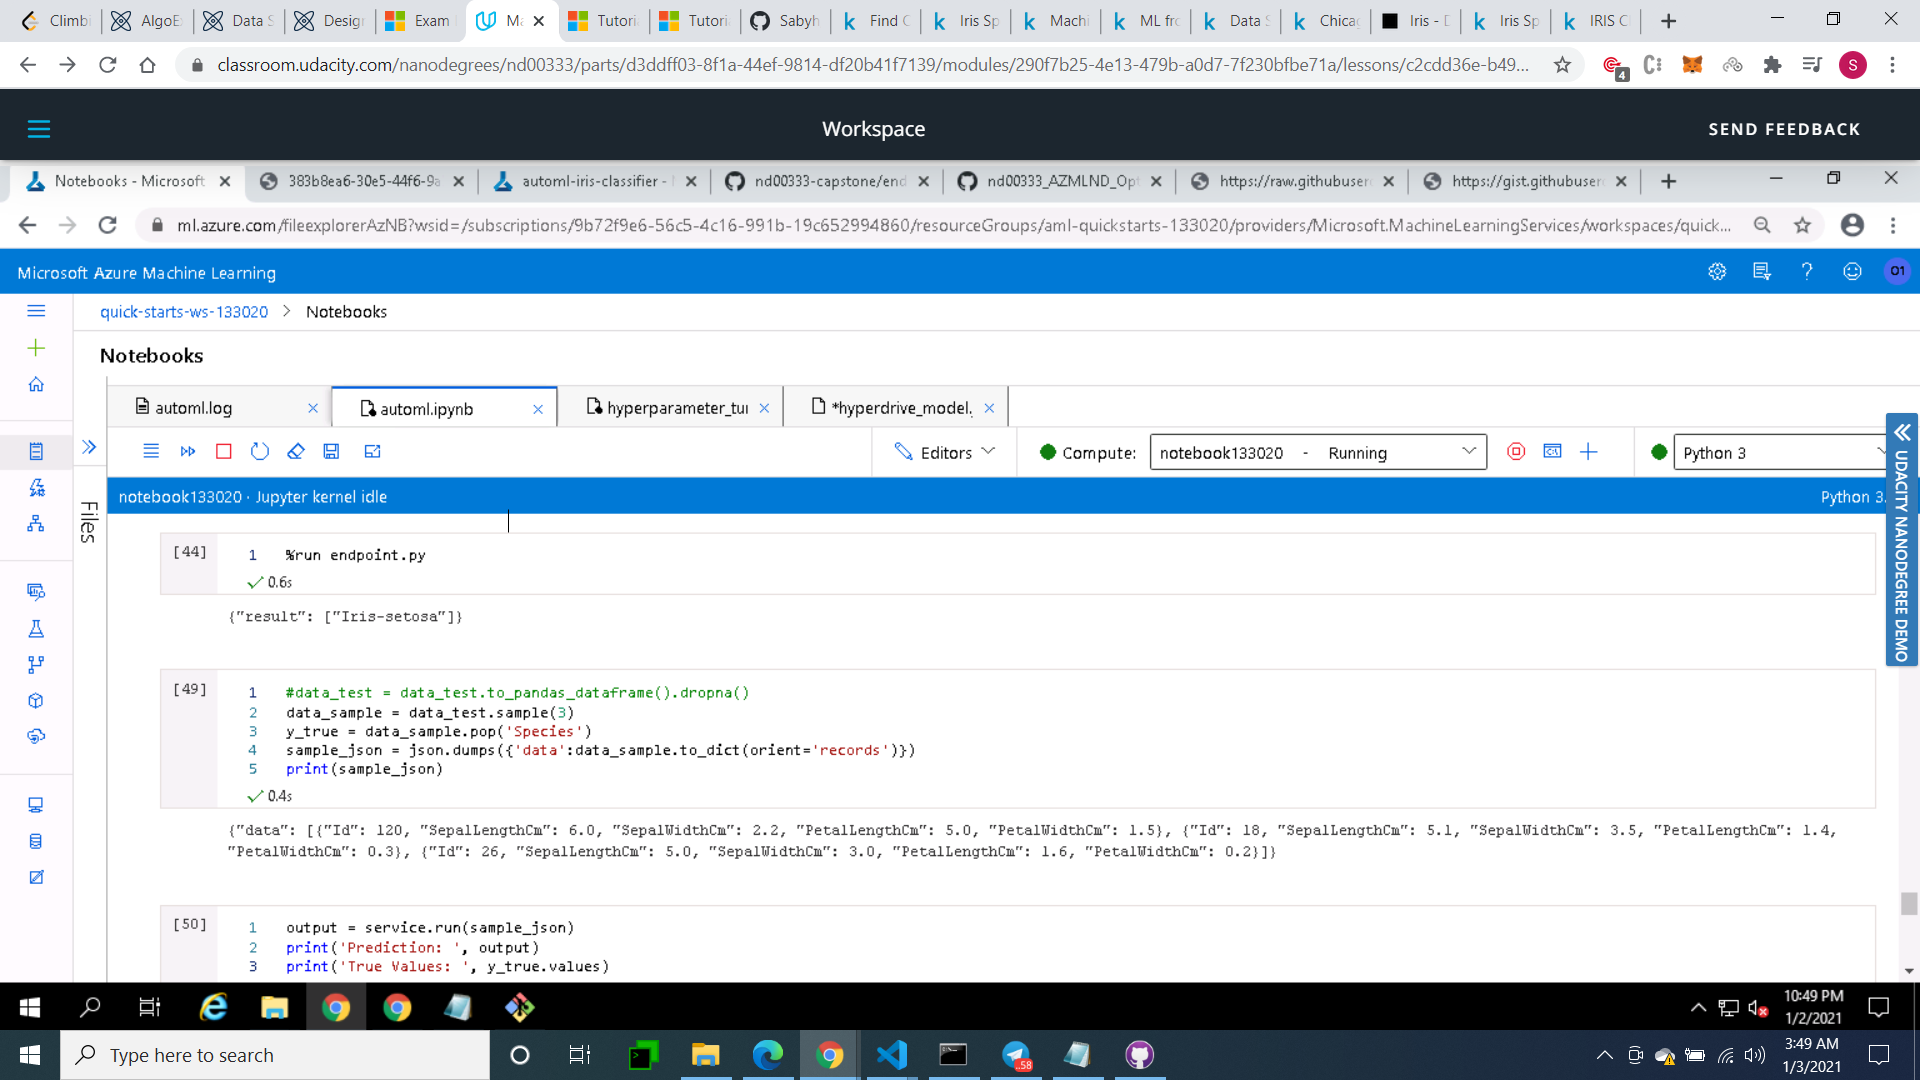 Climbi
AlgoE
Data S
Design
Exam
Ma
Tutori
Tutori
Sabyh
Find C
Iris Sp
Machi
ML fro
Data S
Chicag
Iris - D
Iris Sp
IRIS C
classroom.udacity.com/nanodegrees/nd00333/parts/d3ddff03-8f1a-44ef-9814-df20b41f7139/modules/290f7b25-4e13-479b-a0d7-7f230bfbe71a/lessons/c2cdd36e-b49...
4
S
Workspace
SEND FEEDBACK
Notebooks - Microsoft
383b8ea6-30e5-44f6-9a
automl-iris-classifier -
nd00333-capstone/end
nd00333_AZMLND_Opt
https://raw.githubuser
https://gist.githubuser
ml.azure.com/fileexplorerAzNB?wsid=/subscriptions/9b72f9e6-56c5-4c16-991b-19c652994860/resourceGroups/aml-quickstarts-133020/providers/Microsoft.MachineLearningServices/workspaces/quick...
Microsoft Azure Machine Learning
O1
quick-starts-ws-133020 > Notebooks
Notebooks
automl.log
automl.ipynb
hyperparameter_tu
*hyperdrive_model.
Editors
Compute:
notebook133020 - Running
Python 3
notebook133020 · Jupyter kernel idle
Python 3.
Files
UDACITY NANODEGREE DEMO
[44]
1 %run endpoint.py
0.6s
{"result": ["Iris-setosa"]}
[49]
1 #data_test = data_test.to_pandas_dataframe().dropna()
2 data_sample = data_test.sample(3)
3 y_true = data_sample.pop('Species')
4 sample_json = json.dumps({'data':data_sample.to_dict(orient='records')})
5 print(sample_json)
0.4s
{"data": [{"Id": 120, "SepalLengthCm": 6.0, "SepalWidthCm": 2.2, "PetalLengthCm": 5.0, "PetalWidthCm": 1.5}, {"Id": 18, "SepalLengthCm": 5.1, "SepalWidthCm": 3.5, "PetalLengthCm": 1.4,
"PetalWidthCm": 0.3}, {"Id": 26, "SepalLengthCm": 5.0, "SepalWidthCm": 3.0, "PetalLengthCm": 1.6, "PetalWidthCm": 0.2}]}
[50]
1 output = service.run(sample_json)
2 print('Prediction: ', output)
3 print('True Values: ', y_true.values)
10:49 PM
1/2/2021
Type here to search
58
3:49 AM
1/3/2021